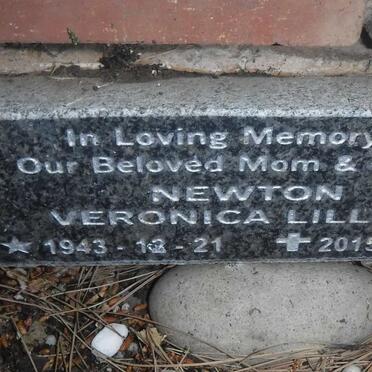 In Loving Memory
Our Beloved Mom &
NEWTON
VERONICA LILL
1943 - 12 - 21 2015